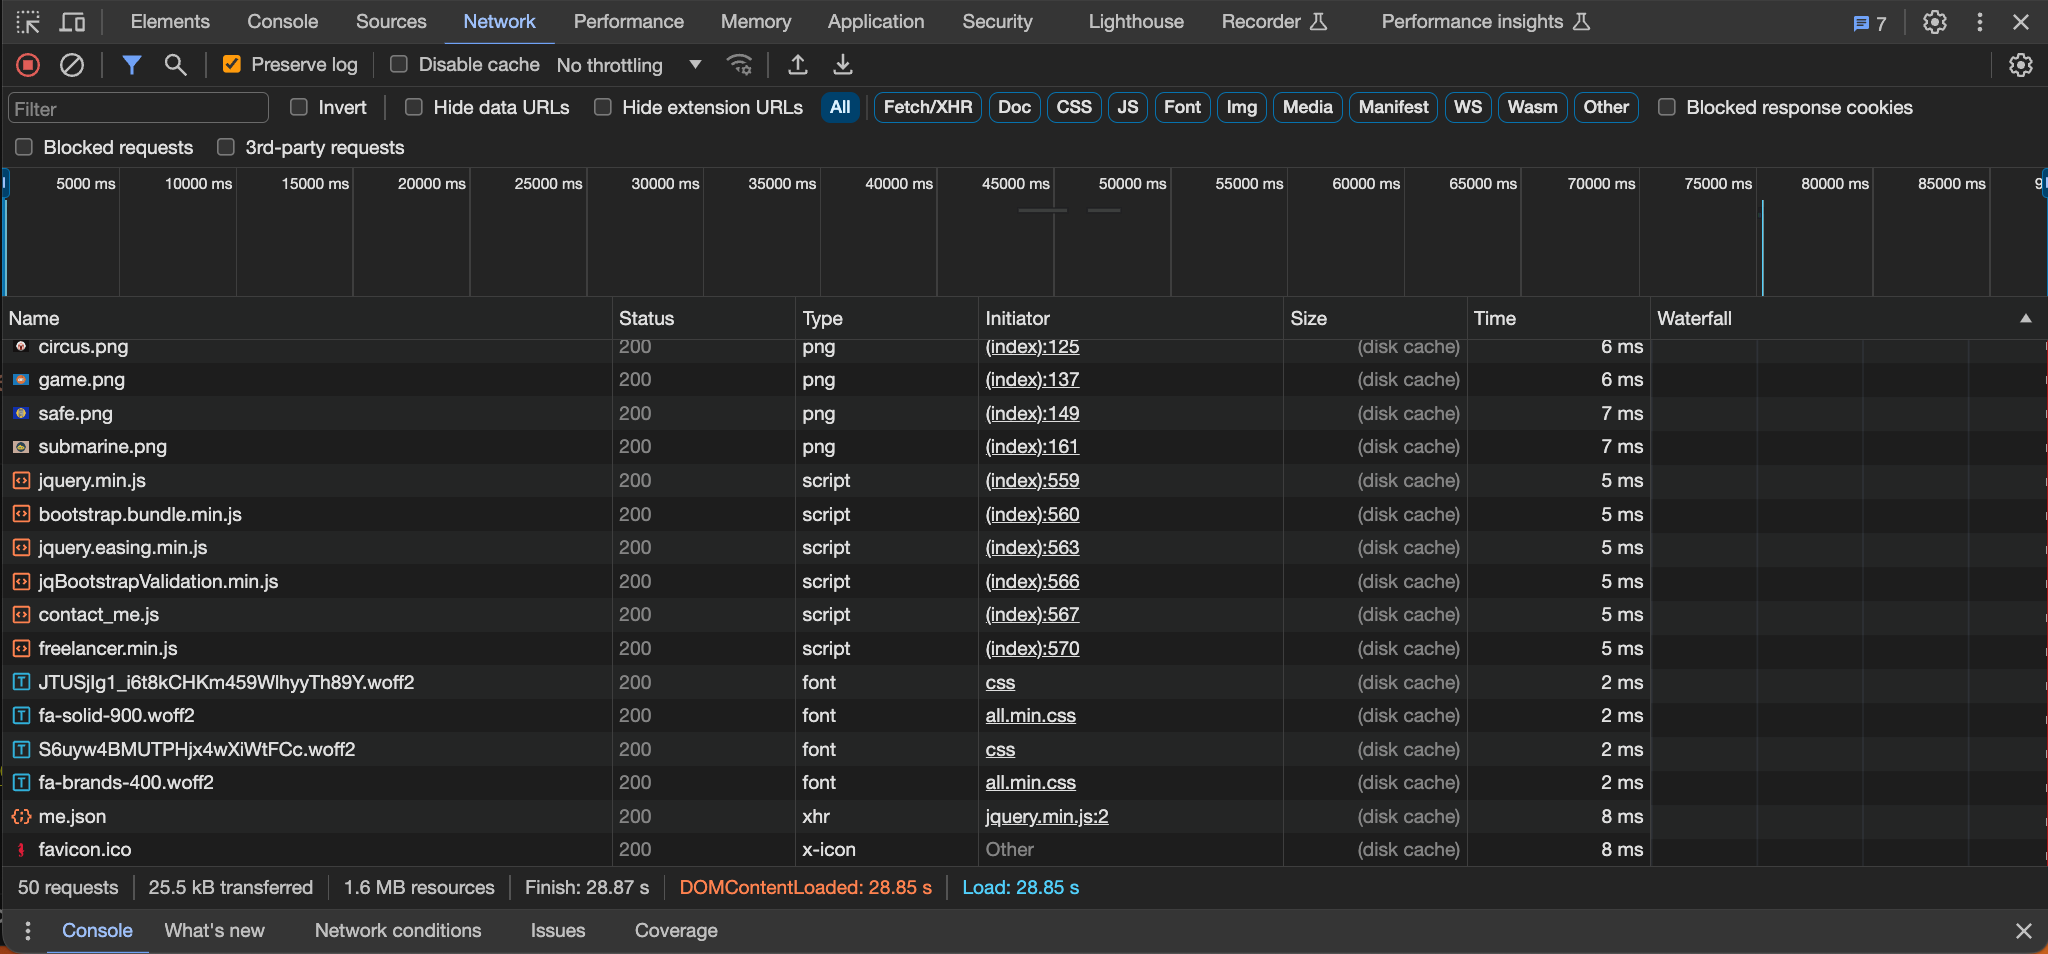 Elements Console Sources Network Performance Memory Application Security Lighthouse Recorder Performance insights 7
Preserve log Disable cache No throttling
Filter Invert Hide data URLs Hide extension URLs All Fetch/XHR Doc CSS JS Font Img Media Manifest WS Wasm Other Blocked response cookies
Blocked requests 3rd-party requests
5000 ms 10000 ms 15000 ms 20000 ms 25000 ms 30000 ms 35000 ms 40000 ms 45000 ms 50000 ms 55000 ms 60000 ms 65000 ms 70000 ms 75000 ms 80000 ms 85000 ms 9
Name Status Type Initiator Size Time Waterfall
circus.png 200 png (index):125 (disk cache) 6 ms
game.png 200 png (index):137 (disk cache) 6 ms
safe.png 200 png (index):149 (disk cache) 7 ms
submarine.png 200 png (index):161 (disk cache) 7 ms
jquery.min.js 200 script (index):559 (disk cache) 5 ms
bootstrap.bundle.min.js 200 script (index):560 (disk cache) 5 ms
jquery.easing.min.js 200 script (index):563 (disk cache) 5 ms
jqBootstrapValidation.min.js 200 script (index):566 (disk cache) 5 ms
contact_me.js 200 script (index):567 (disk cache) 5 ms
freelancer.min.js 200 script (index):570 (disk cache) 5 ms
JTUSjIg1_i6t8kCHKm459WlhyyTh89Y.woff2 200 font css (disk cache) 2 ms
fa-solid-900.woff2 200 font all.min.css (disk cache) 2 ms
S6uyw4BMUTPHjx4wXiWtFCc.woff2 200 font css (disk cache) 2 ms
fa-brands-400.woff2 200 font all.min.css (disk cache) 2 ms
me.json 200 xhr jquery.min.js:2 (disk cache) 8 ms
favicon.ico 200 x-icon Other (disk cache) 8 ms
50 requests 25.5 kB transferred 1.6 MB resources Finish: 28.87 s DOMContentLoaded: 28.85 s Load: 28.85 s
Console What's new Network conditions Issues Coverage